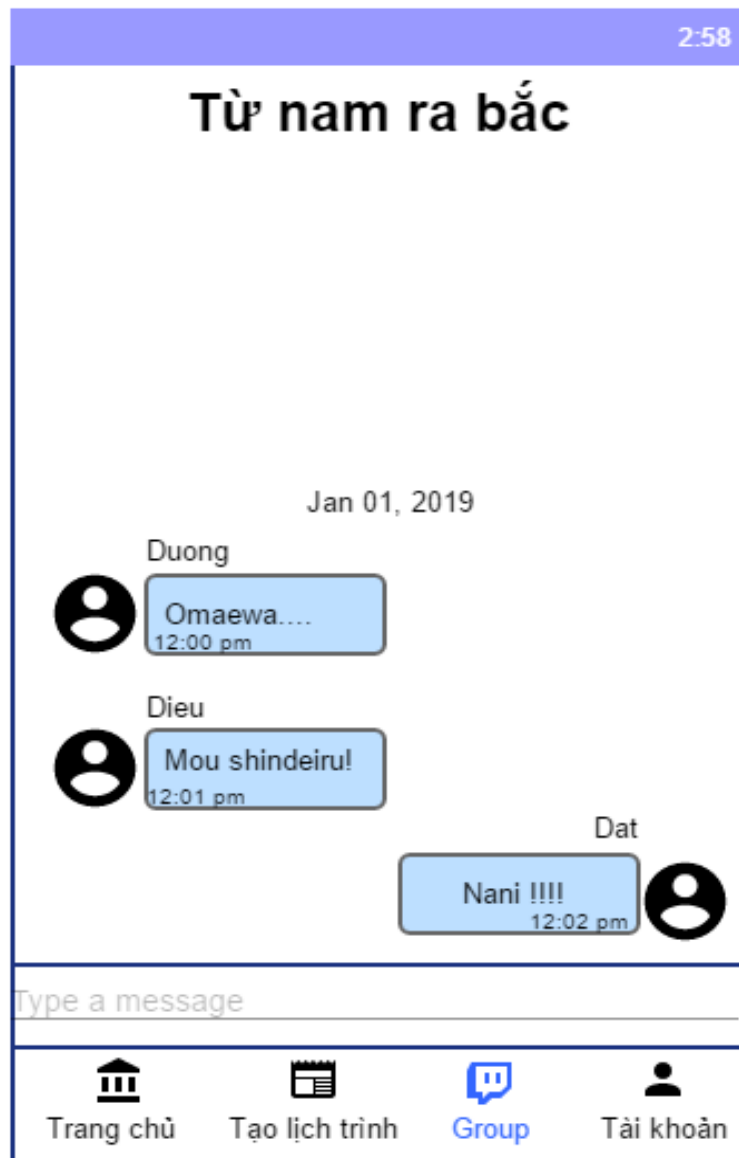 2:58
Từ nam ra bắc
Jan 01, 2019
Duong
Omaewa....
12:00 pm
Dieu
Mou shindeiru!
12:01 pm
Dat
Nani !!!!
12:02 pm
Type a message
Trang chủ Tạo lịch trình Group Tài khoản